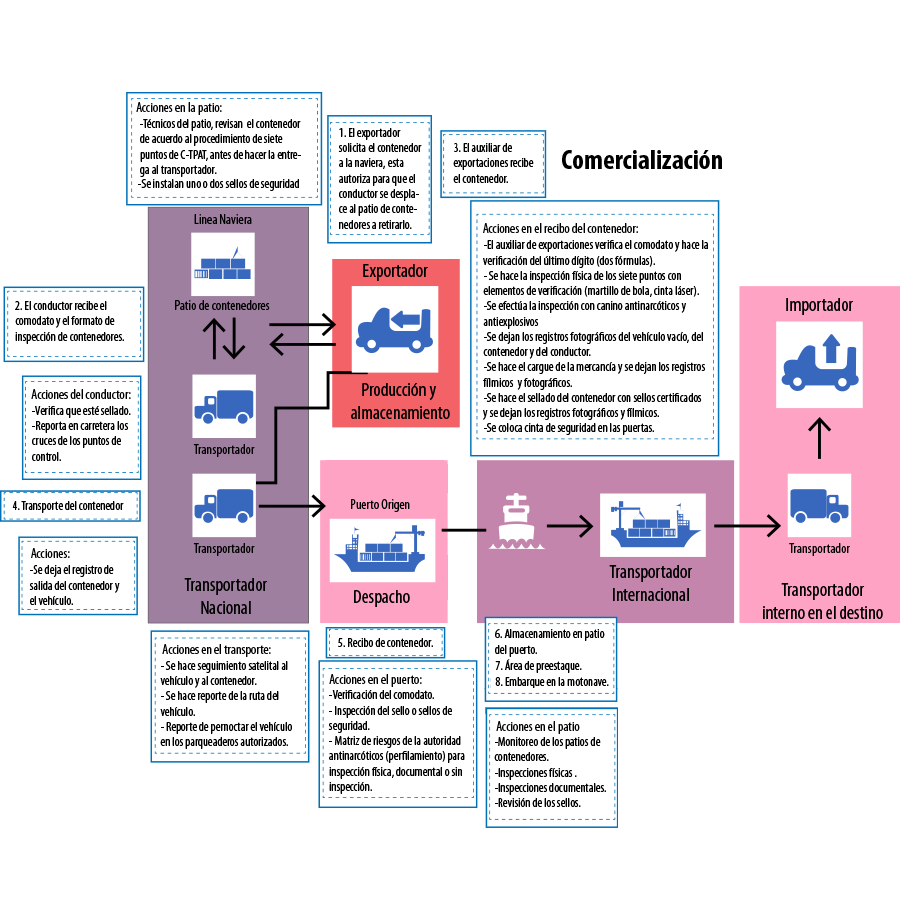 Acciones en la patio:
-Técnicos del patio, revisan el contenedor
de acuerdo al procedimiento de siete
puntos de C-TPAT, antes de hacer la entre-
ga al transportador.
-Se instalan uno o dos sellos de seguridad
1. El exportador
solicita el contenedor
a la naviera, esta
autoriza para que el
conductor se despla-
ce al patio de conte-
nedores a retirarlo.
3. El auxiliar de
exportaciones recibe
el contenedor.
Comercialización
Linea Naviera
Patio de contenedores
2. El conductor recibe el
comodato y el formato de
inspección de contenedores.
Exportador
Producción y
almacenamiento
Acciones en el recibo del contenedor:
-El auxiliar de exportaciones verifica el comodato y hace la
verificación del último dígito (dos fórmulas).
- Se hace la inspección física de los siete puntos con
elementos de verificación (martillo de bola, cinta láser).
-Se efectúa la inspección con canino antinarcóticos y
antiexplosivos
-Se dejan los registros fotográficos del vehículo vacío, del
contenedor y del conductor.
-Se hace el cargue de la mercancía y se dejan los registros
fílmicos y fotográficos.
-Se hace el sellado del contenedor con sellos certificados
y se dejan los registros fotográficos y fílmicos.
-Se coloca cinta de seguridad en las puertas.
Importador
Acciones del conductor:
-Verifica que esté sellado.
-Reporta en carretera los
cruces de los puntos de
control.
Transportador
4. Transporte del contenedor
Transportador
Acciones:
-Se deja el registro de
salida del contenedor y
el vehículo.
Transportador
Nacional
Puerto Origen
Despacho
Transportador
Internacional
Transportador
Transportador
interno en el destino
Acciones en el transporte:
- Se hace seguimiento satelital al
vehículo y al contenedor.
- Se hace reporte de la ruta del
vehículo.
- Reporte de pernoctar el vehículo
en los parqueaderos autorizados.
5. Recibo de contenedor.
Acciones en el puerto:
-Verificación del comodato.
- Inspección del sello o sellos de
seguridad.
- Matriz de riesgos de la autoridad
antinarcóticos (perfilamiento) para
inspección física, documental o sin
inspección.
6. Almacenamiento en patio
del puerto.
7. Área de preestaque.
8. Embarque en la motonave.
Acciones en el patio
-Monitoreo de los patios de
contenedores.
-Inspecciones físicas .
-Inspecciones documentales.
-Revisión de los sellos.